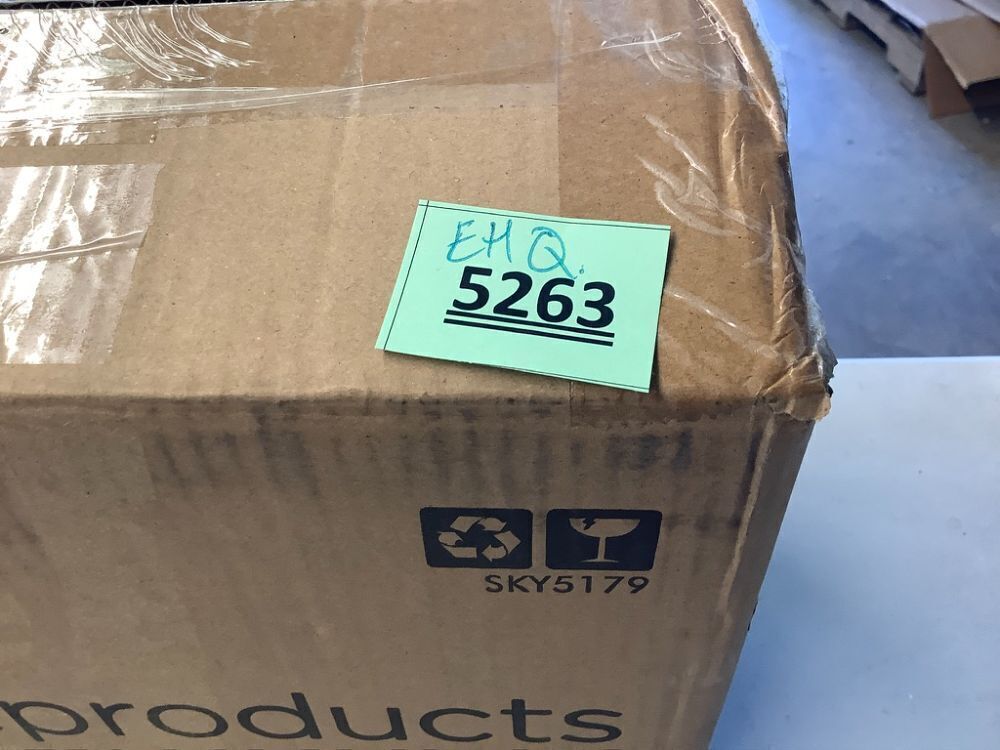 EHQ.
5263
SKY5179
products